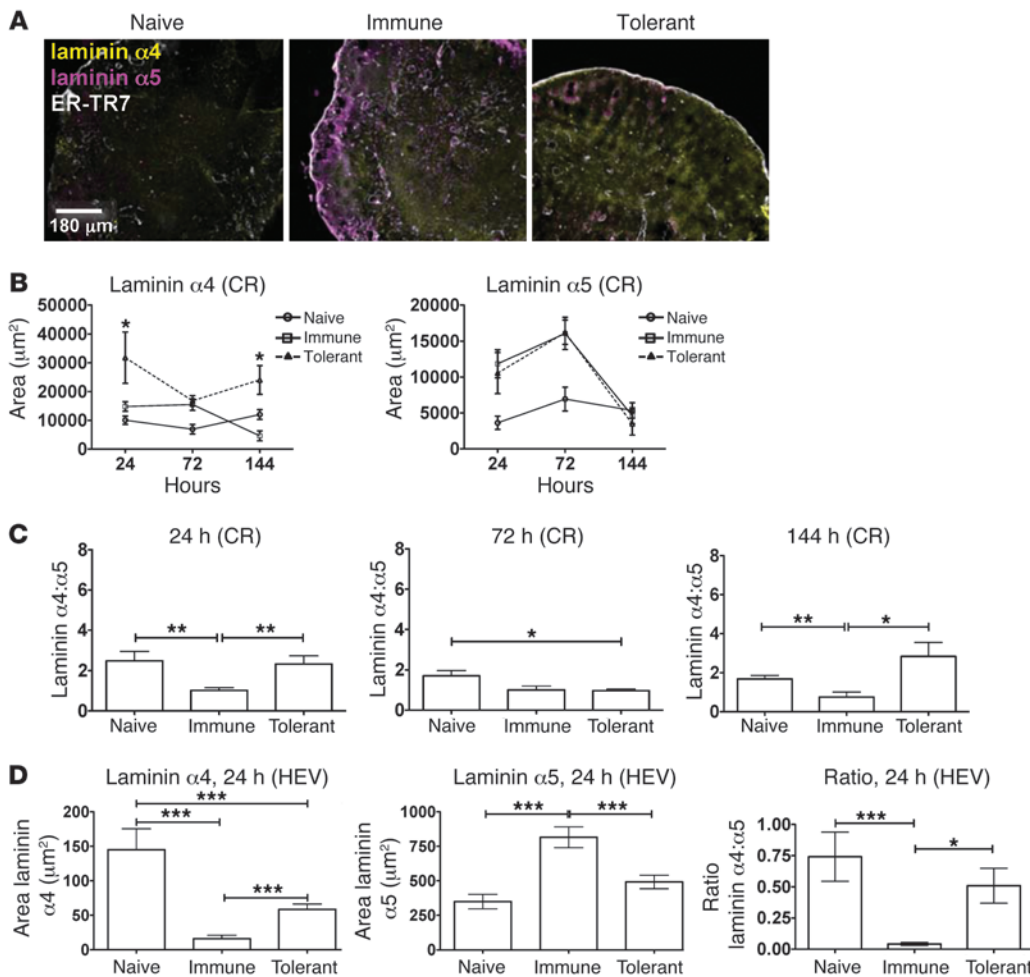 A
Naive Immune Tolerant
laminin α4
laminin α5
ER-TR7
180 μm
B
Laminin α4 (CR)
Area (μm²)
50000
40000
30000
20000
10000
0
* *
24 72 144
Hours
Naive
Immune
Tolerant
Laminin α5 (CR)
Area (μm²)
20000
15000
10000
5000
0
24 72 144
Hours
Naive
Immune
Tolerant
C
24 h (CR)
Laminin α4:α5
8
6
4
2
0
** **
Naive Immune Tolerant
72 h (CR)
Laminin α4:α5
8
6
4
2
0
*
Naive Immune Tolerant
144 h (CR)
Laminin α4:α5
8
6
4
2
0
** *
Naive Immune Tolerant
D
Laminin α4, 24 h (HEV)
Area laminin
α4 (μm²)
200
150
100
50
0
***
***
***
Naive Immune Tolerant
Laminin α5, 24 h (HEV)
Area laminin
α5 (μm²)
1200
900
600
300
0
*** ***
Naive Immune Tolerant
Ratio, 24 h (HEV)
Ratio
laminin α4:α5
1.00
0.75
0.50
0.25
0.00
***
*
Naive Immune Tolerant